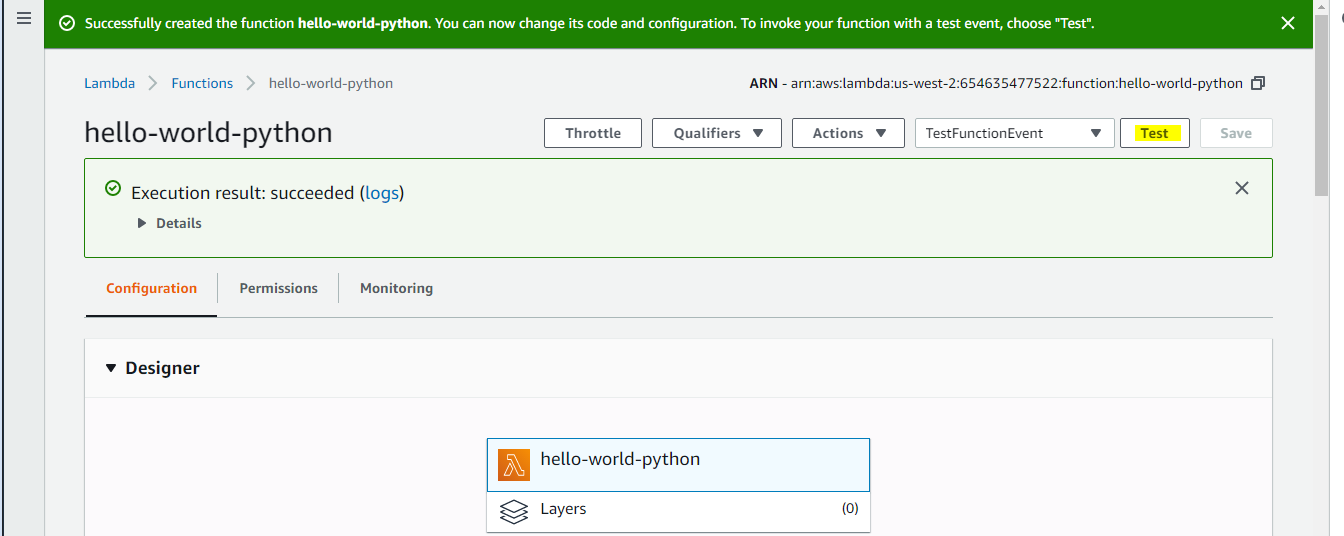 Successfully created the function hello-world-python. You can now change its code and configuration. To invoke your function with a test event, choose "Test".
Lambda Functions hello-world-python ARN - arn:aws:lambda:us-west-2:654635477522:function:hello-world-python
hello-world-python Throttle Qualifiers Actions TestFunctionEvent Test Save
Execution result: succeeded (logs)
Details
Configuration Permissions Monitoring
Designer
hello-world-python
Layers (0)